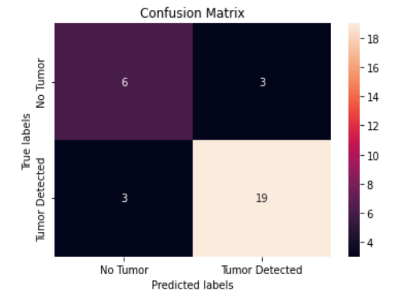 Confusion Matrix
No Tumor
6
3
True labels
Tumor Detected
3
19
No Tumor
Tumor Detected
Predicted labels
18
16
14
12
10
8
6
4